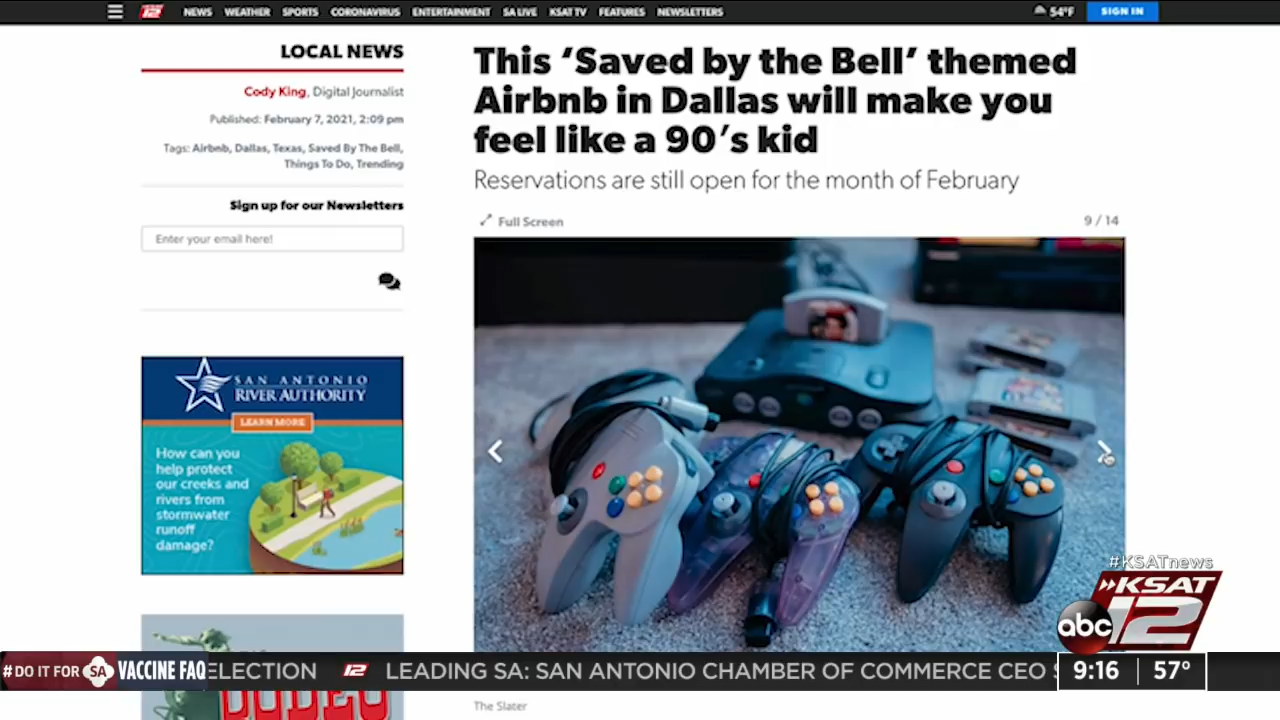 12 NEWS WEATHER SPORTS CORONAVIRUS ENTERTAINMENT SA LIVE KSAT TV FEATURES NEWSLETTERS 54°F SIGN IN
LOCAL NEWS
Cody King, Digital Journalist
Published: February 7, 2021, 2:09 pm
Tags: Airbnb, Dallas, Texas, Saved By The Bell,
Things To Do, Trending
Sign up for our Newsletters
Enter your email here!
This ‘Saved by the Bell’ themed
Airbnb in Dallas will make you
feel like a 90′s kid
Reservations are still open for the month of February
Full Screen
9 / 14
SAN ANTONIO
RIVER AUTHORITY
LEARN MORE
How can you
help protect
our creeks and
rivers from
stormwater
runoff
damage?
RODEO
The Slater
#KSATnews
KSAT
abc 12
#DO IT FOR SA VACCINE FAQ ELECTION 12 LEADING SA: SAN ANTONIO CHAMBER OF COMMERCE CEO
9:16 57°